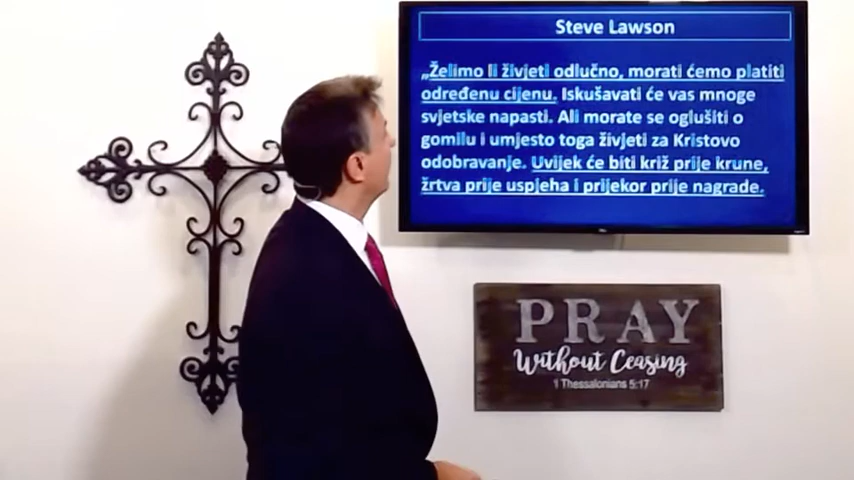 Steve Lawson
„Želimo li živjeti odlučno, morati ćemo platiti
određenu cijenu. Iskušavati će vas mnoge
svjetske napasti. Ali morate se oglušiti o
gomilu i umjesto toga živjeti za Kristovo
odobravanje. Uvijek će biti križ prije krune,
žrtva prije uspjeha i prijekor prije nagrade.
PRAY
Without Ceasing
1 Thessalonians 5:17